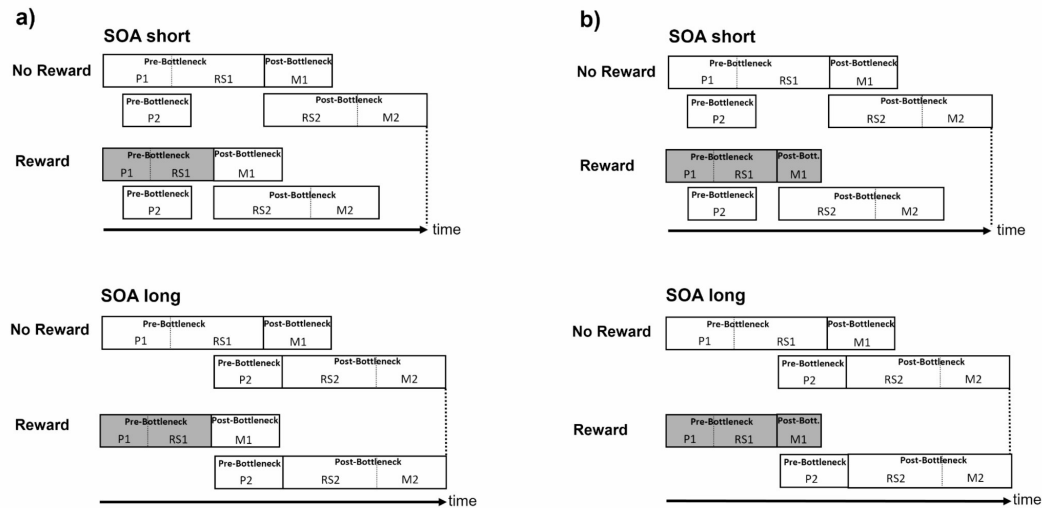 a)
SOA short
No Reward
Pre-Bottleneck
Post-Bottleneck
P1 RS1 M1
Pre-Bottleneck
Post-Bottleneck
P2 RS2 M2
Reward
Pre-Bottleneck
Post-Bottleneck
P1 RS1 M1
Pre-Bottleneck
Post-Bottleneck
P2 RS2 M2
time
SOA long
No Reward
Pre-Bottleneck
Post-Bottleneck
P1 RS1 M1
Pre-Bottleneck
Post-Bottleneck
P2 RS2 M2
Reward
Pre-Bottleneck
Post-Bottleneck
P1 RS1 M1
Pre-Bottleneck
Post-Bottleneck
P2 RS2 M2
time
b)
SOA short
No Reward
Pre-Bottleneck
Post-Bottleneck
P1 RS1 M1
Pre-Bottleneck
Post-Bottleneck
P2 RS2 M2
Reward
Pre-Bottleneck
Post-Bott.
P1 RS1 M1
Pre-Bottleneck
Post-Bottleneck
P2 RS2 M2
time
SOA long
No Reward
Pre-Bottleneck
Post-Bottleneck
P1 RS1 M1
Pre-Bottleneck
Post-Bottleneck
P2 RS2 M2
Reward
Pre-Bottleneck
Post-Bott.
P1 RS1 M1
Pre-Bottleneck
Post-Bottleneck
P2 RS2 M2
time